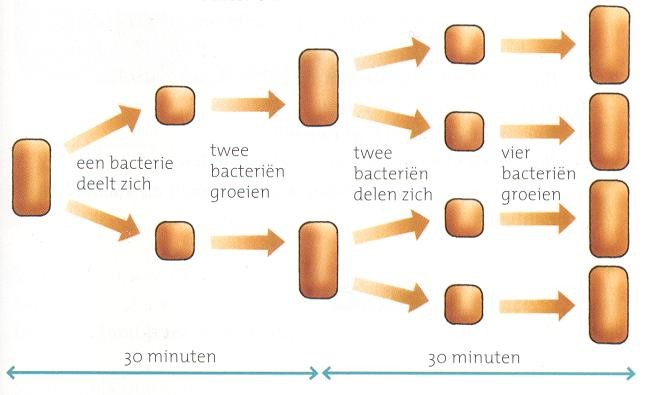 een bacterie
deelt zich
twee
bacteriën
groeien
twee
bacteriën
delen zich
vier
bacteriën
groeien
30 minuten
30 minuten